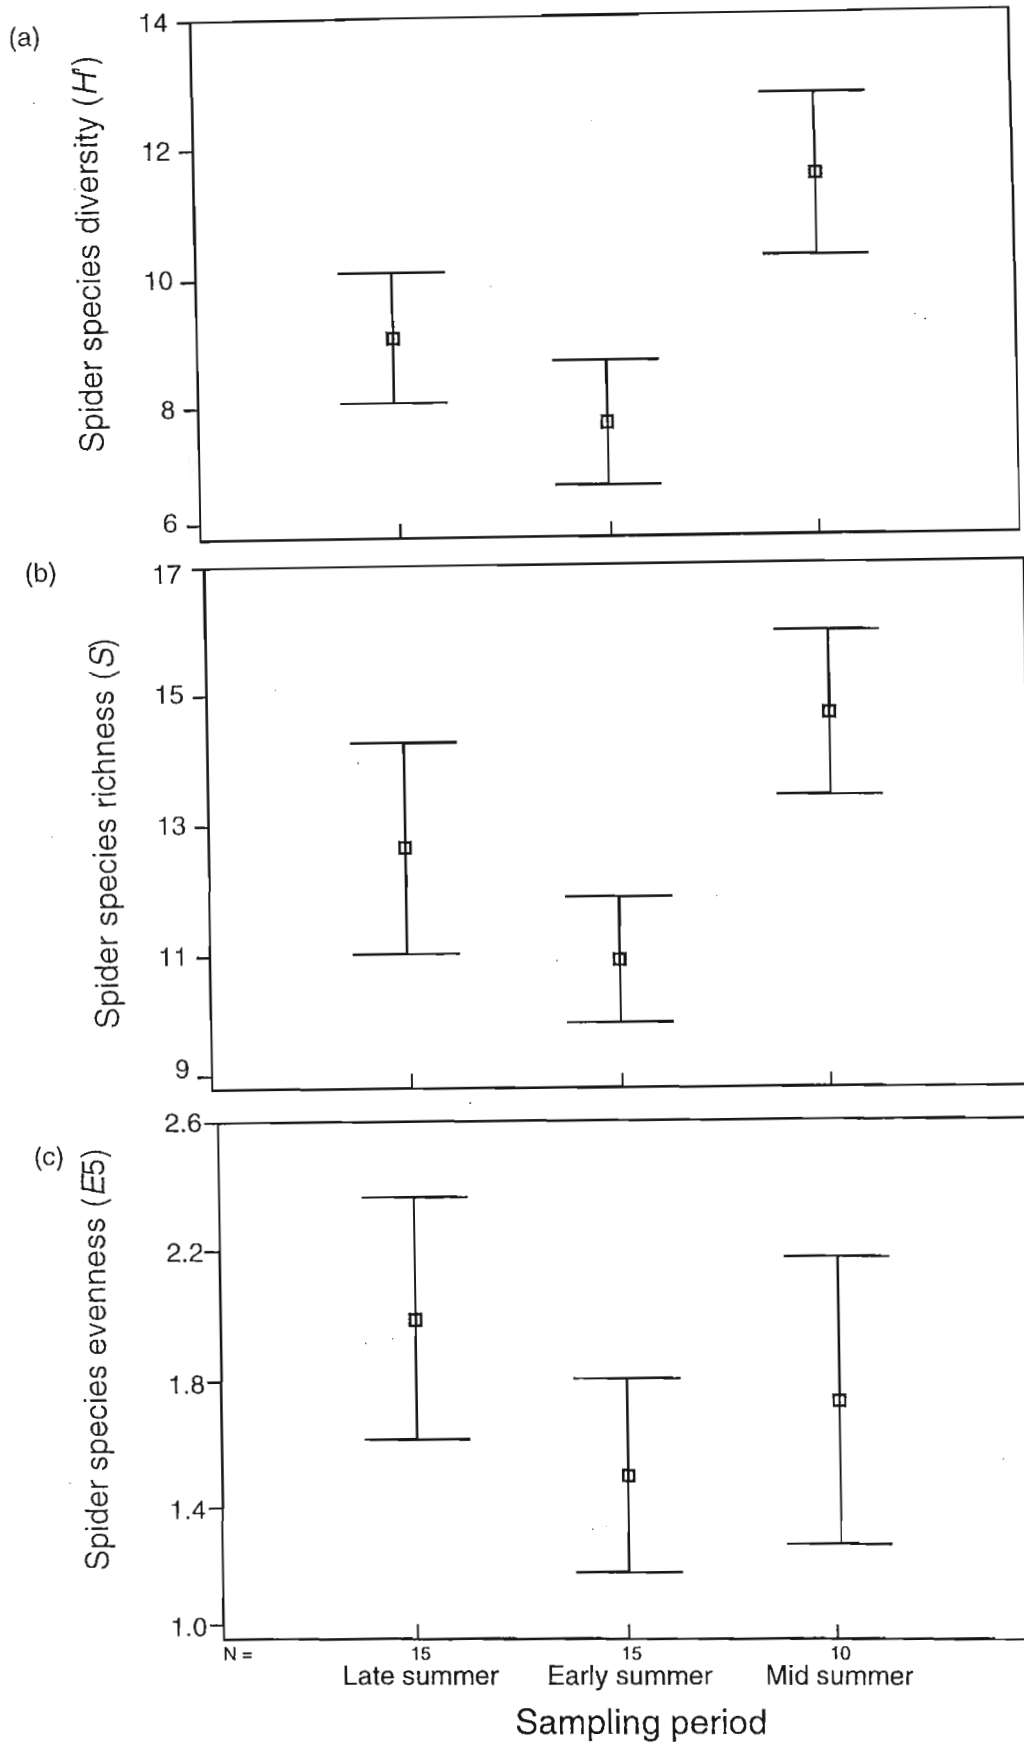 (a)
Spider species diversity (H')
14
12
10
8
6
(b)
Spider species richness (S)
17
15
13
11
9
(c)
Spider species evenness (E5)
2.6
2.2
1.8
1.4
1.0
N = 15 15 10
Late summer Early summer Mid summer
Sampling period